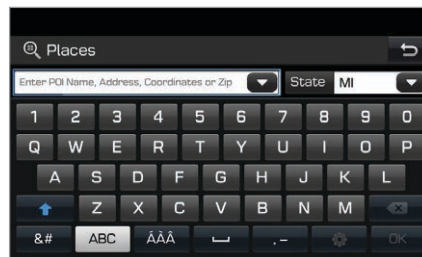 Places
Enter POI Name, Address, Coordinates or Zip State MI
1 2 3 4 5 6 7 8 9 0
Q W E R T Y U I O P
A S D F G H J K L
Z X C V B N M
&# ABC ÁÀÂ . – OK